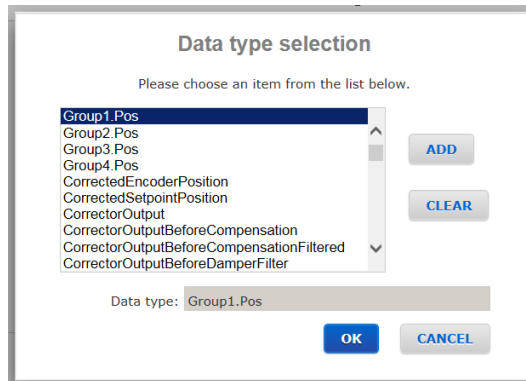 Data type selection
Please choose an item from the list below.
Group1.Pos
Group2.Pos
Group3.Pos
Group4.Pos
CorrectedEncoderPosition
CorrectedSetpointPosition
CorrectorOutput
CorrectorOutputBeforeCompensation
CorrectorOutputBeforeCompensationFiltered
CorrectorOutputBeforeDamperFilter
ADD
CLEAR
Data type: Group1.Pos
OK CANCEL